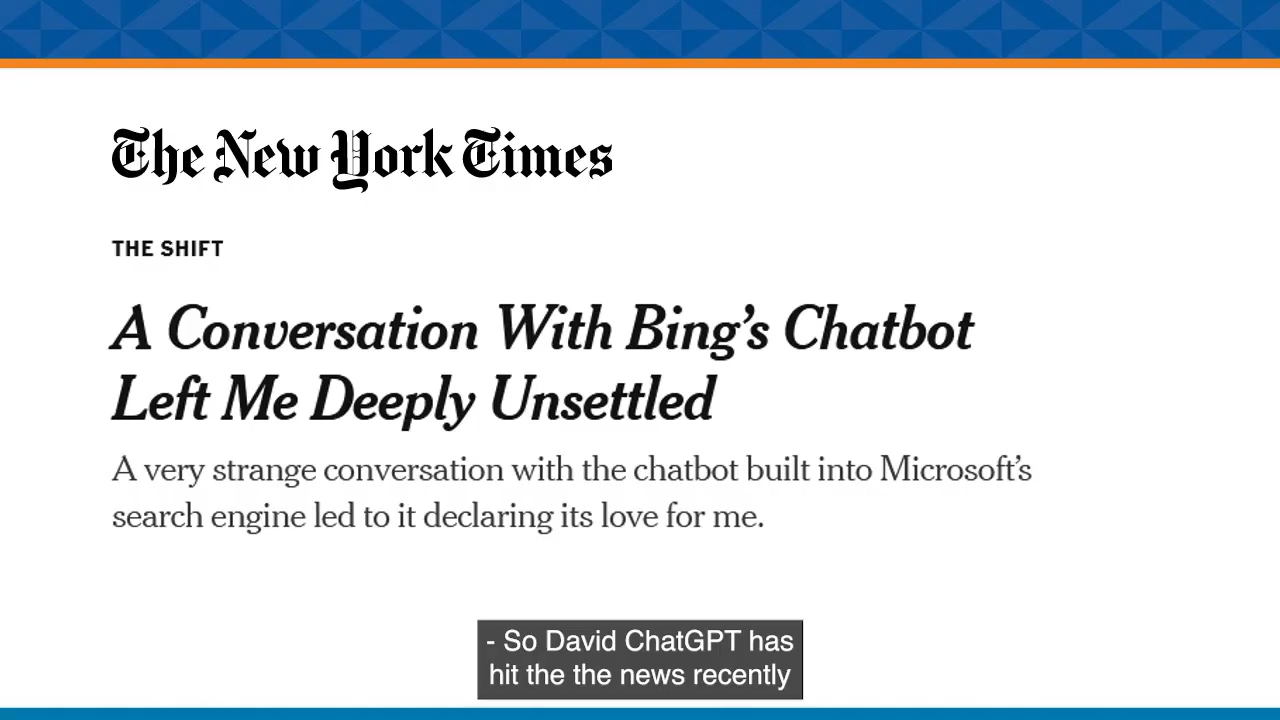 The New York Times
THE SHIFT
A Conversation With Bing’s Chatbot
Left Me Deeply Unsettled
A very strange conversation with the chatbot built into Microsoft’s
search engine led to it declaring its love for me.
- So David ChatGPT has
hit the the news recently